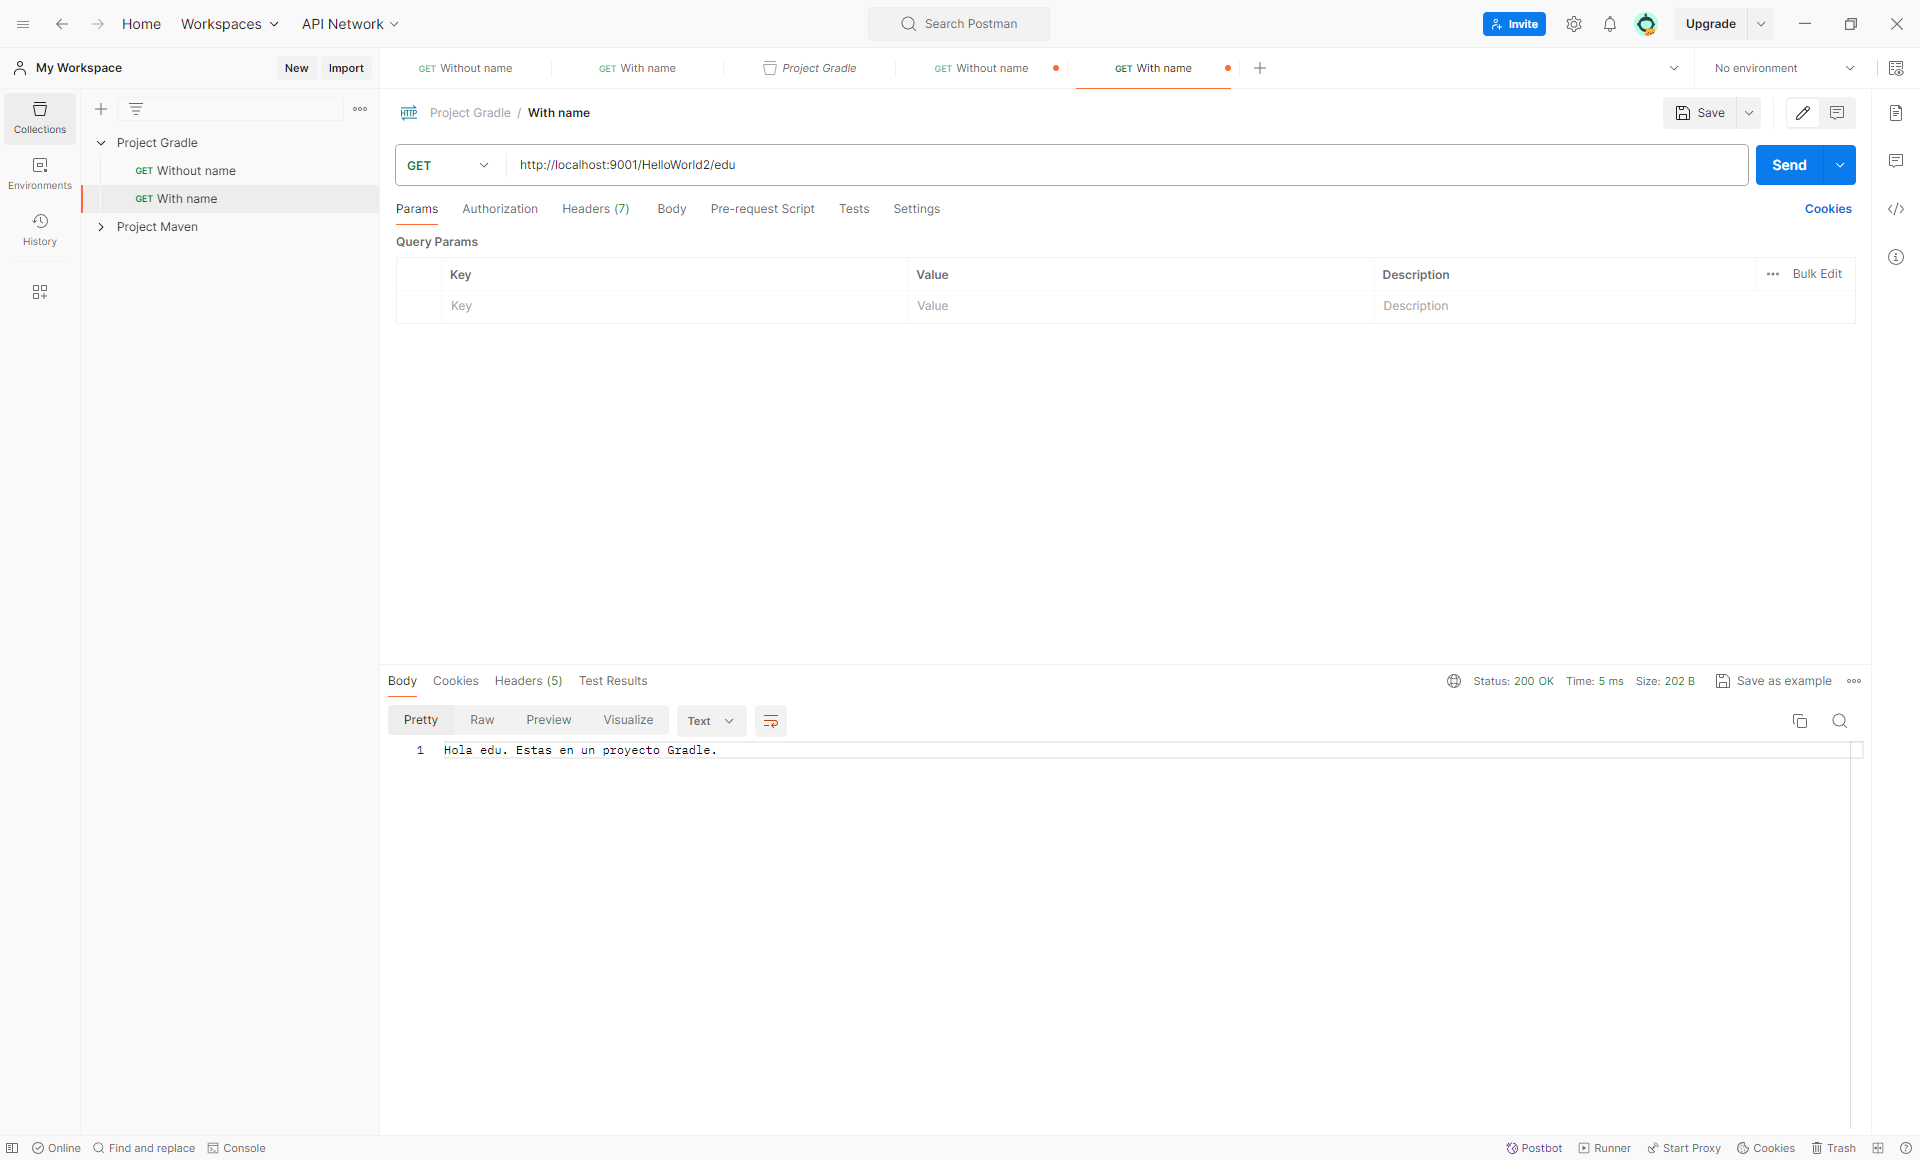 Home Workspaces API Network Search Postman Invite Upgrade
My Workspace New Import GET Without name GET With name Project Gradle GET Without name GET With name No environment
Collections
Environments
History
Project Gradle
GET Without name
GET With name
Project Maven
HTTP Project Gradle / With name Save
GET http://localhost:9001/HelloWorld2/edu Send
Params Authorization Headers (7) Body Pre-request Script Tests Settings Cookies
Query Params
Key Value Description Bulk Edit
Key Value Description
Body Cookies Headers (5) Test Results Status: 200 OK Time: 5 ms Size: 202 B Save as example
Pretty Raw Preview Visualize Text
1 Hola edu. Estas en un proyecto Gradle.
Online Find and replace Console Postbot Runner Start Proxy Cookies Trash